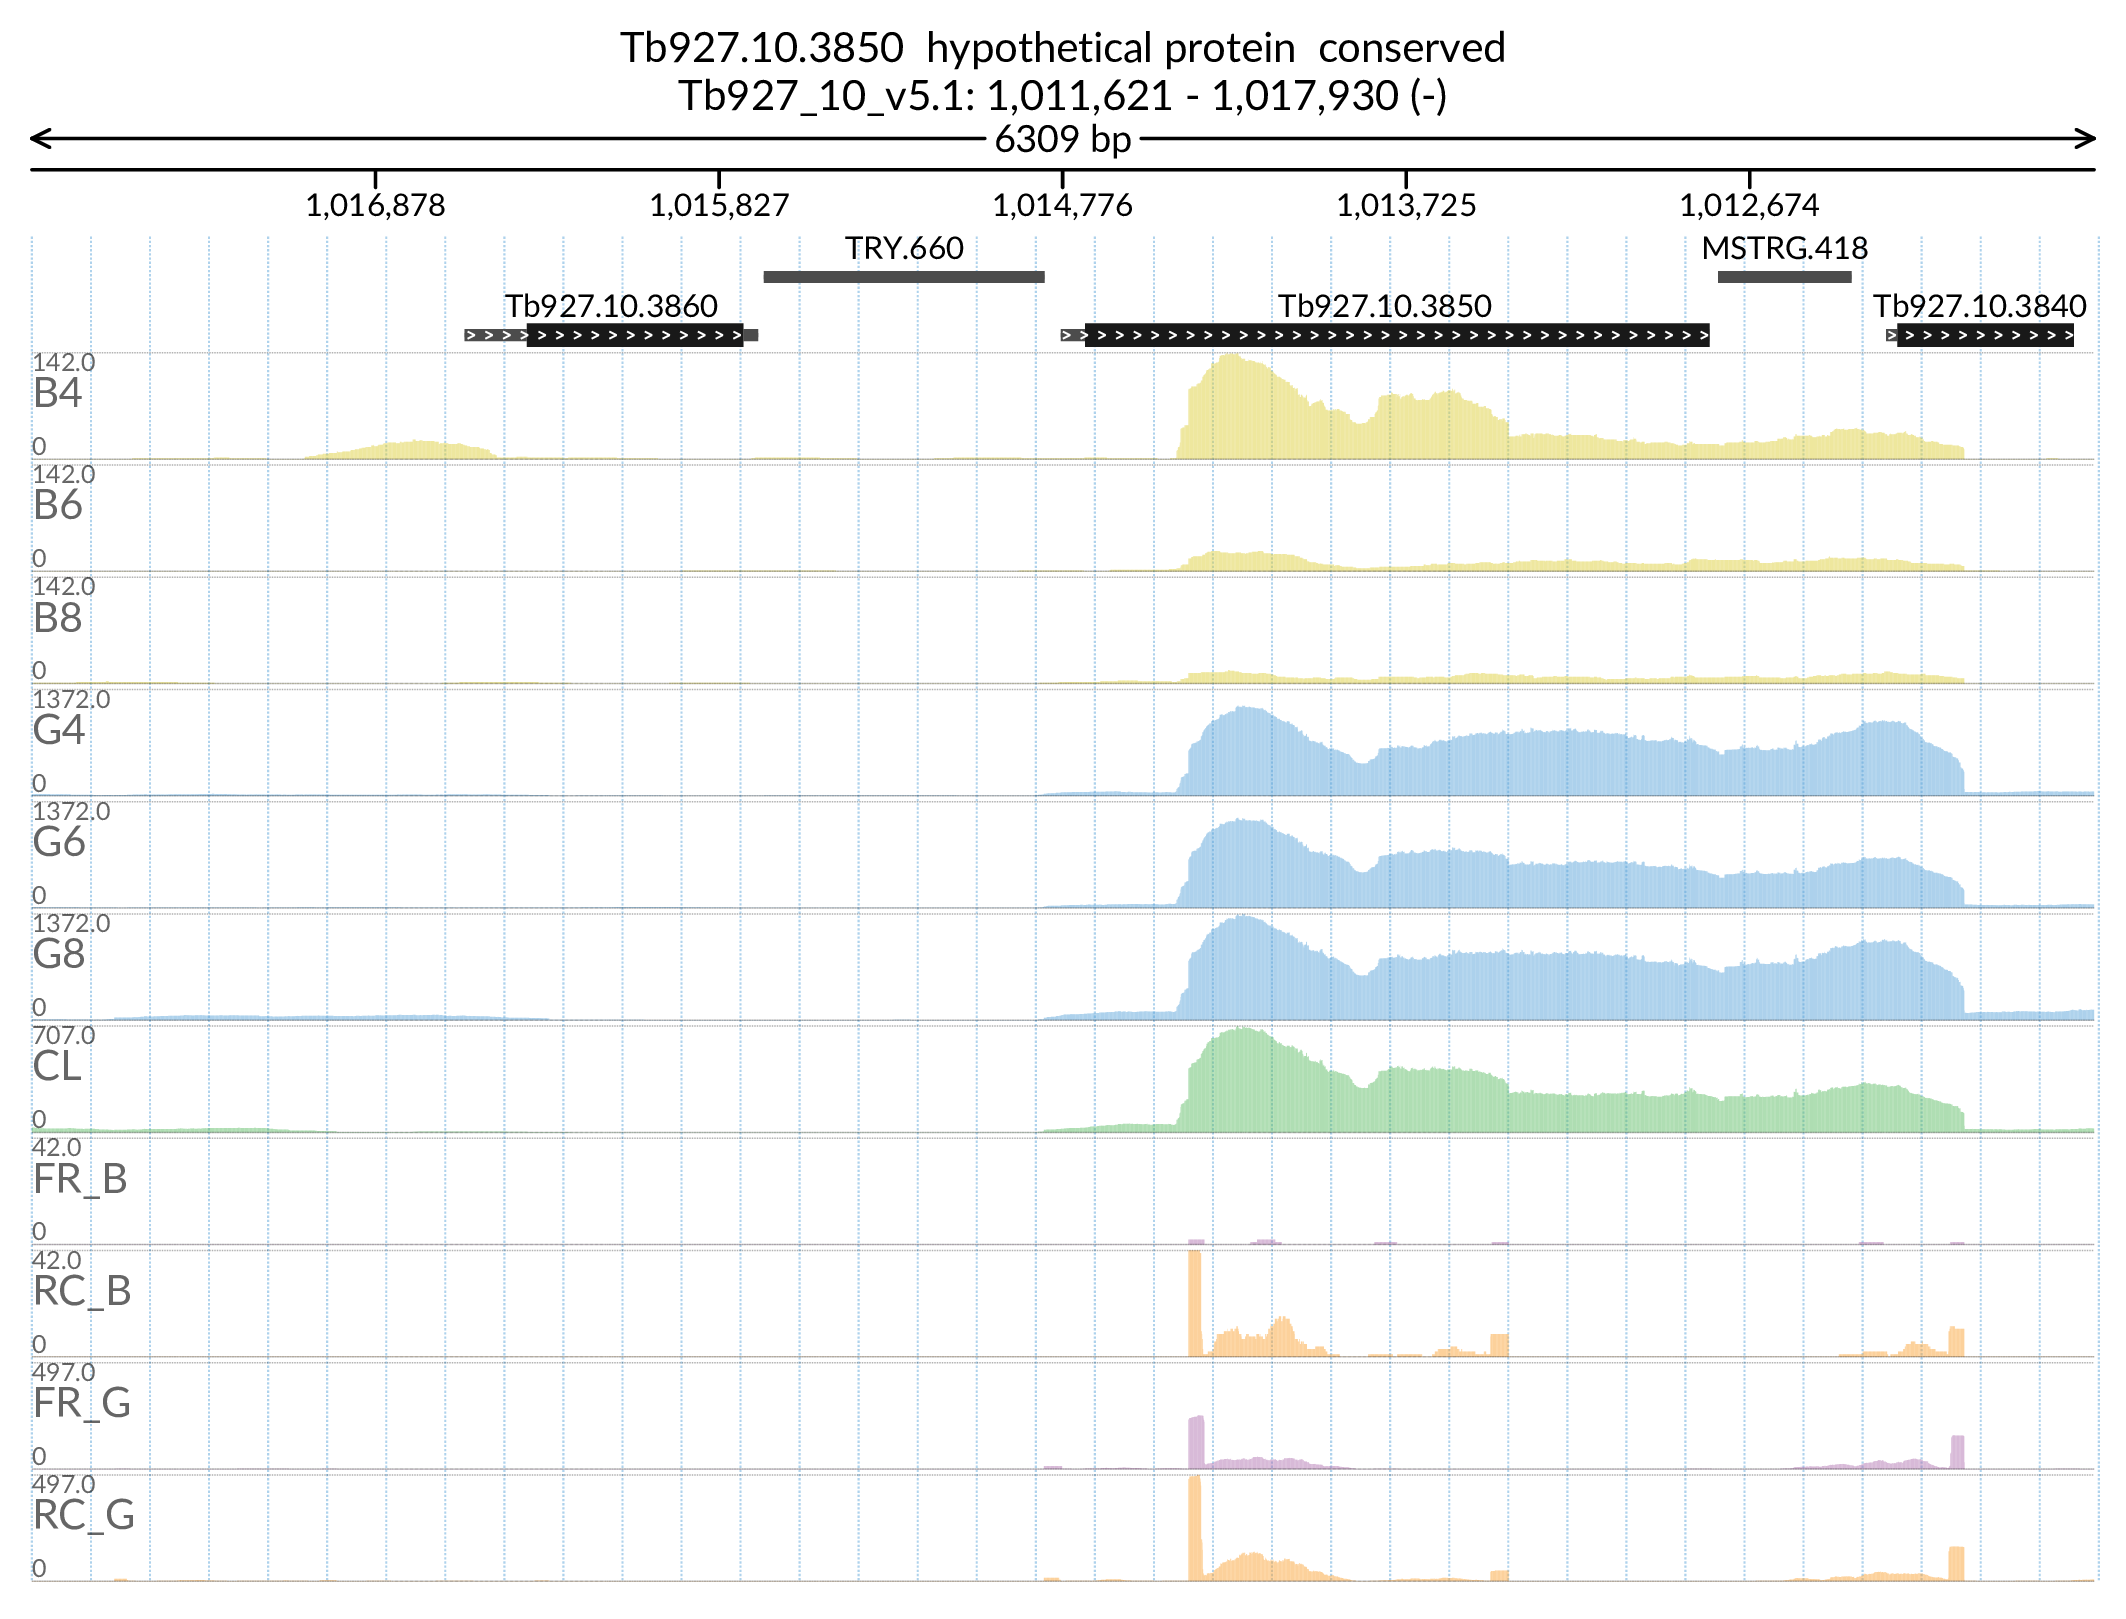 Tb927.10.3850  hypothetical protein  conserved
Tb927_10_v5.1: 1,011,621 - 1,017,930 (-)
6309 bp
1,016,878 1,015,827 1,014,776 1,013,725 1,012,674
TRY.660 MSTRG.418
Tb927.10.3860 Tb927.10.3850 Tb927.10.3840
142.0
B4
0
142.0
B6
0
142.0
B8
0
1372.0
G4
0
1372.0
G6
0
1372.0
G8
0
707.0
CL
0
42.0
FR_B
0
42.0
RC_B
0
497.0
FR_G
0
497.0
RC_G
0